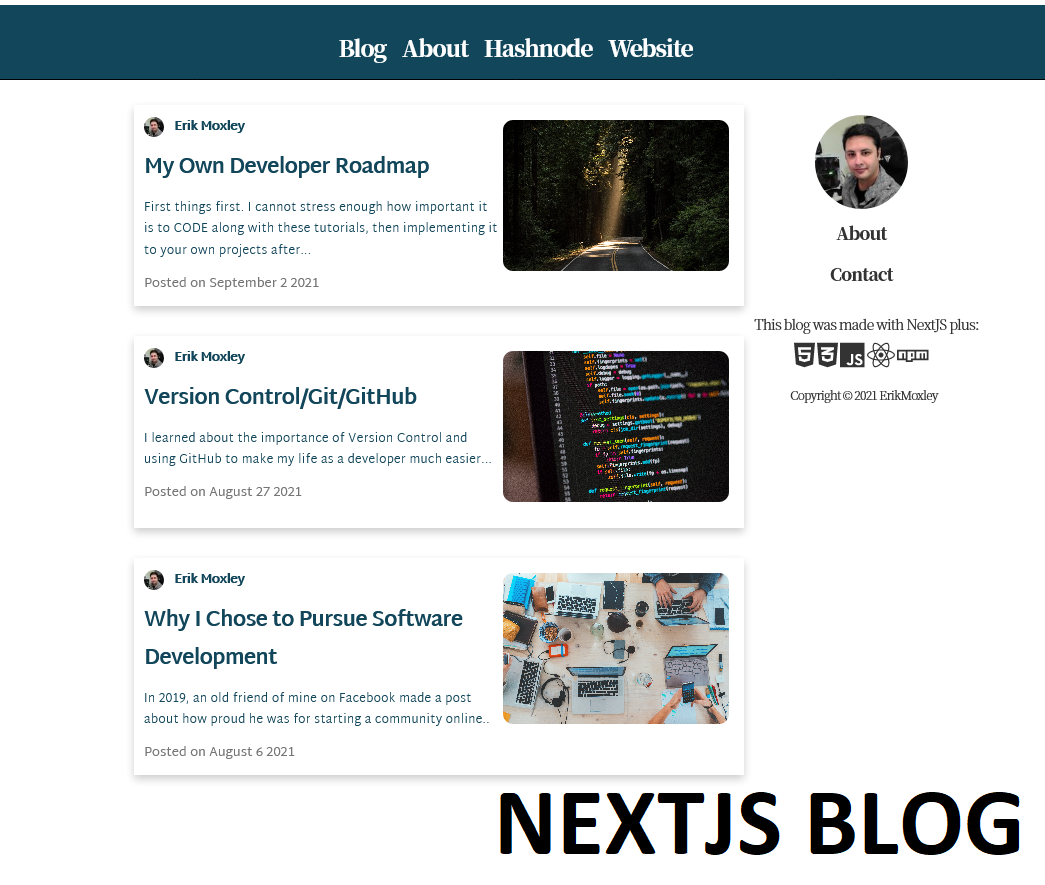 Blog About Hashnode Website
Erik Moxley
My Own Developer Roadmap
First things first. I cannot stress enough how important it
is to CODE along with these tutorials, then implementing it
to your own projects after...
Posted on September 2 2021
Erik Moxley
Version Control/Git/GitHub
I learned about the importance of Version Control and
using GitHub to make my life as a developer much easier...
Posted on August 27 2021
Erik Moxley
Why I Chose to Pursue Software
Development
In 2019, an old friend of mine on Facebook made a post
about how proud he was for starting a community online..
Posted on August 6 2021
About
Contact
This blog was made with NextJS plus:
5 3 JS npm
Copyright © 2021 ErikMoxley
NEXTJS BLOG